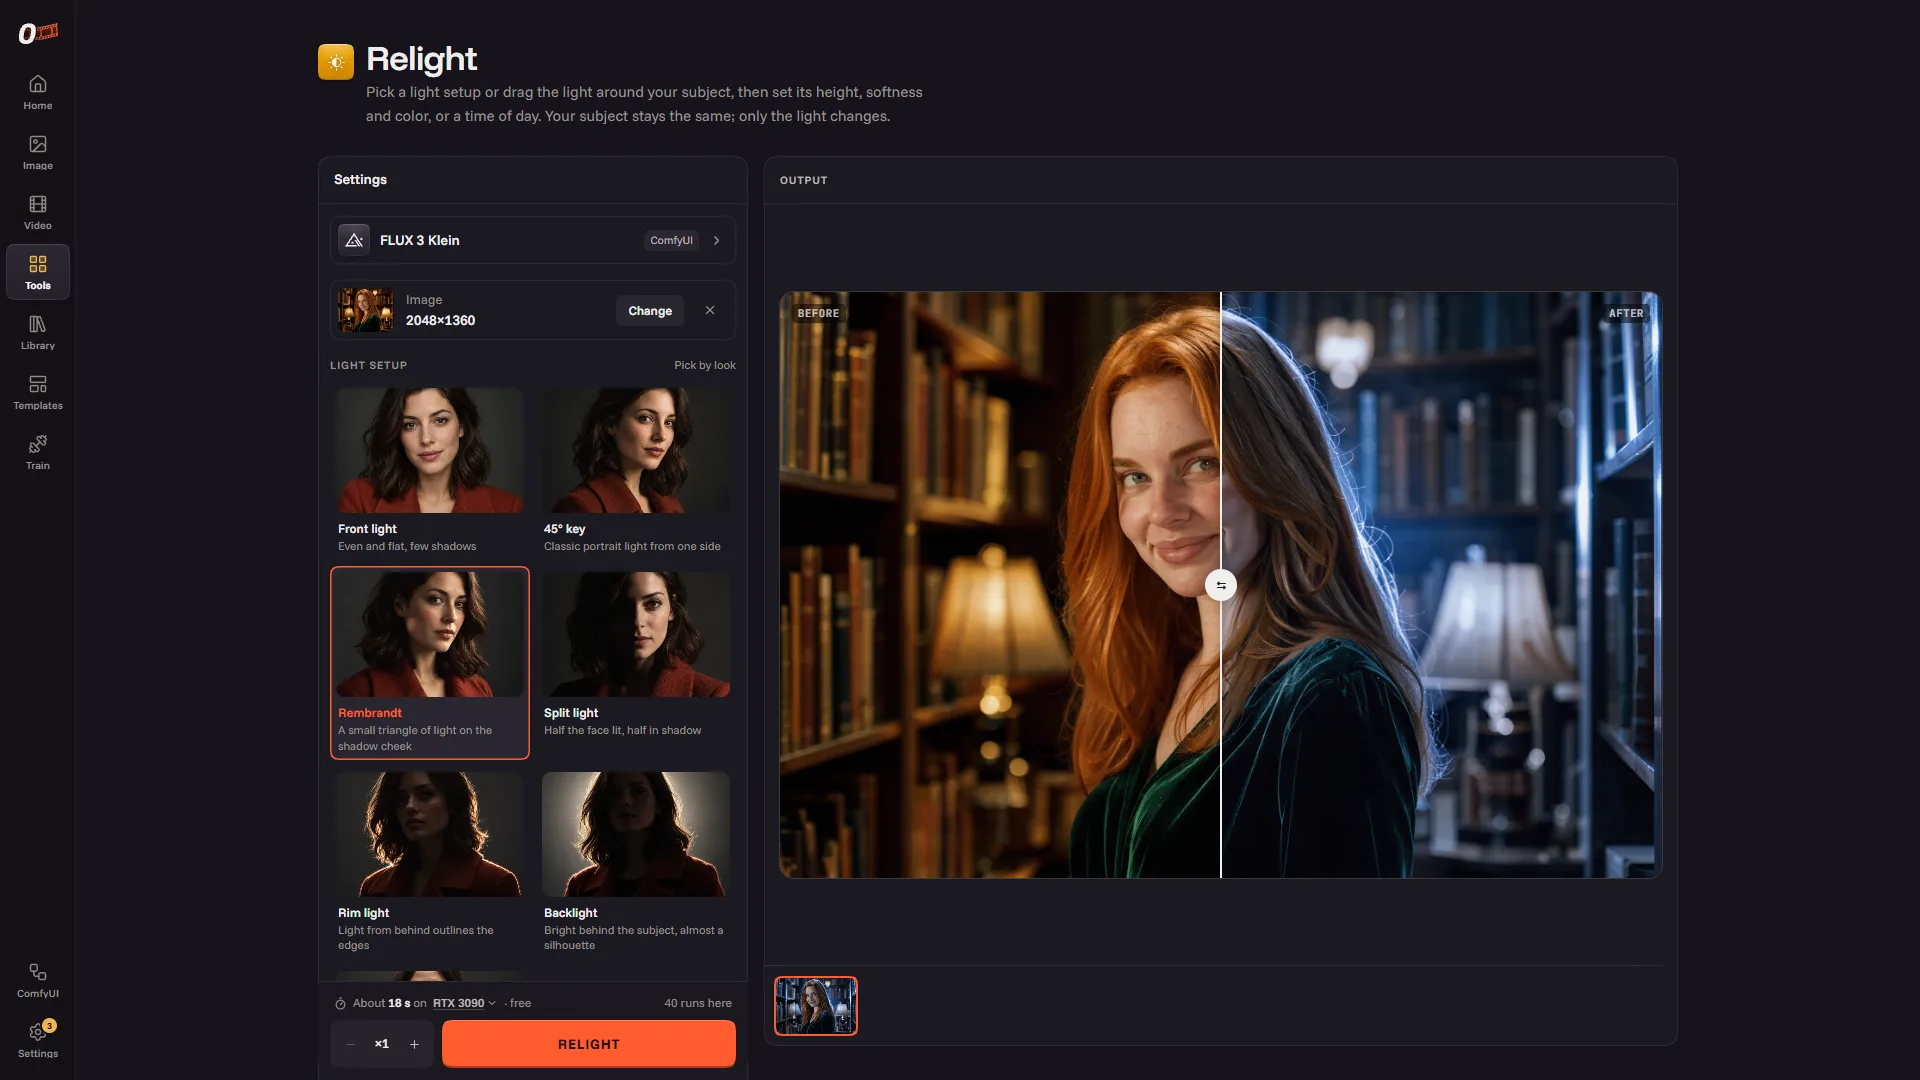 Home
Image
Video
Tools
Library
Templates
Train
ComfyUI
3
Settings
Relight
Pick a light setup or drag the light around your subject, then set its height, softness
and color, or a time of day. Your subject stays the same; only the light changes.
Settings
FLUX 3 Klein
ComfyUI
Image
2048×1360
Change
LIGHT SETUP
Pick by look
Front light
Even and flat, few shadows
45° key
Classic portrait light from one side
Rembrandt
A small triangle of light on the
shadow cheek
Split light
Half the face lit, half in shadow
Rim light
Light from behind outlines the
edges
Backlight
Bright behind the subject, almost a
silhouette
About 18 s on RTX 3090 · free
40 runs here
×1
RELIGHT
OUTPUT
BEFORE
AFTER